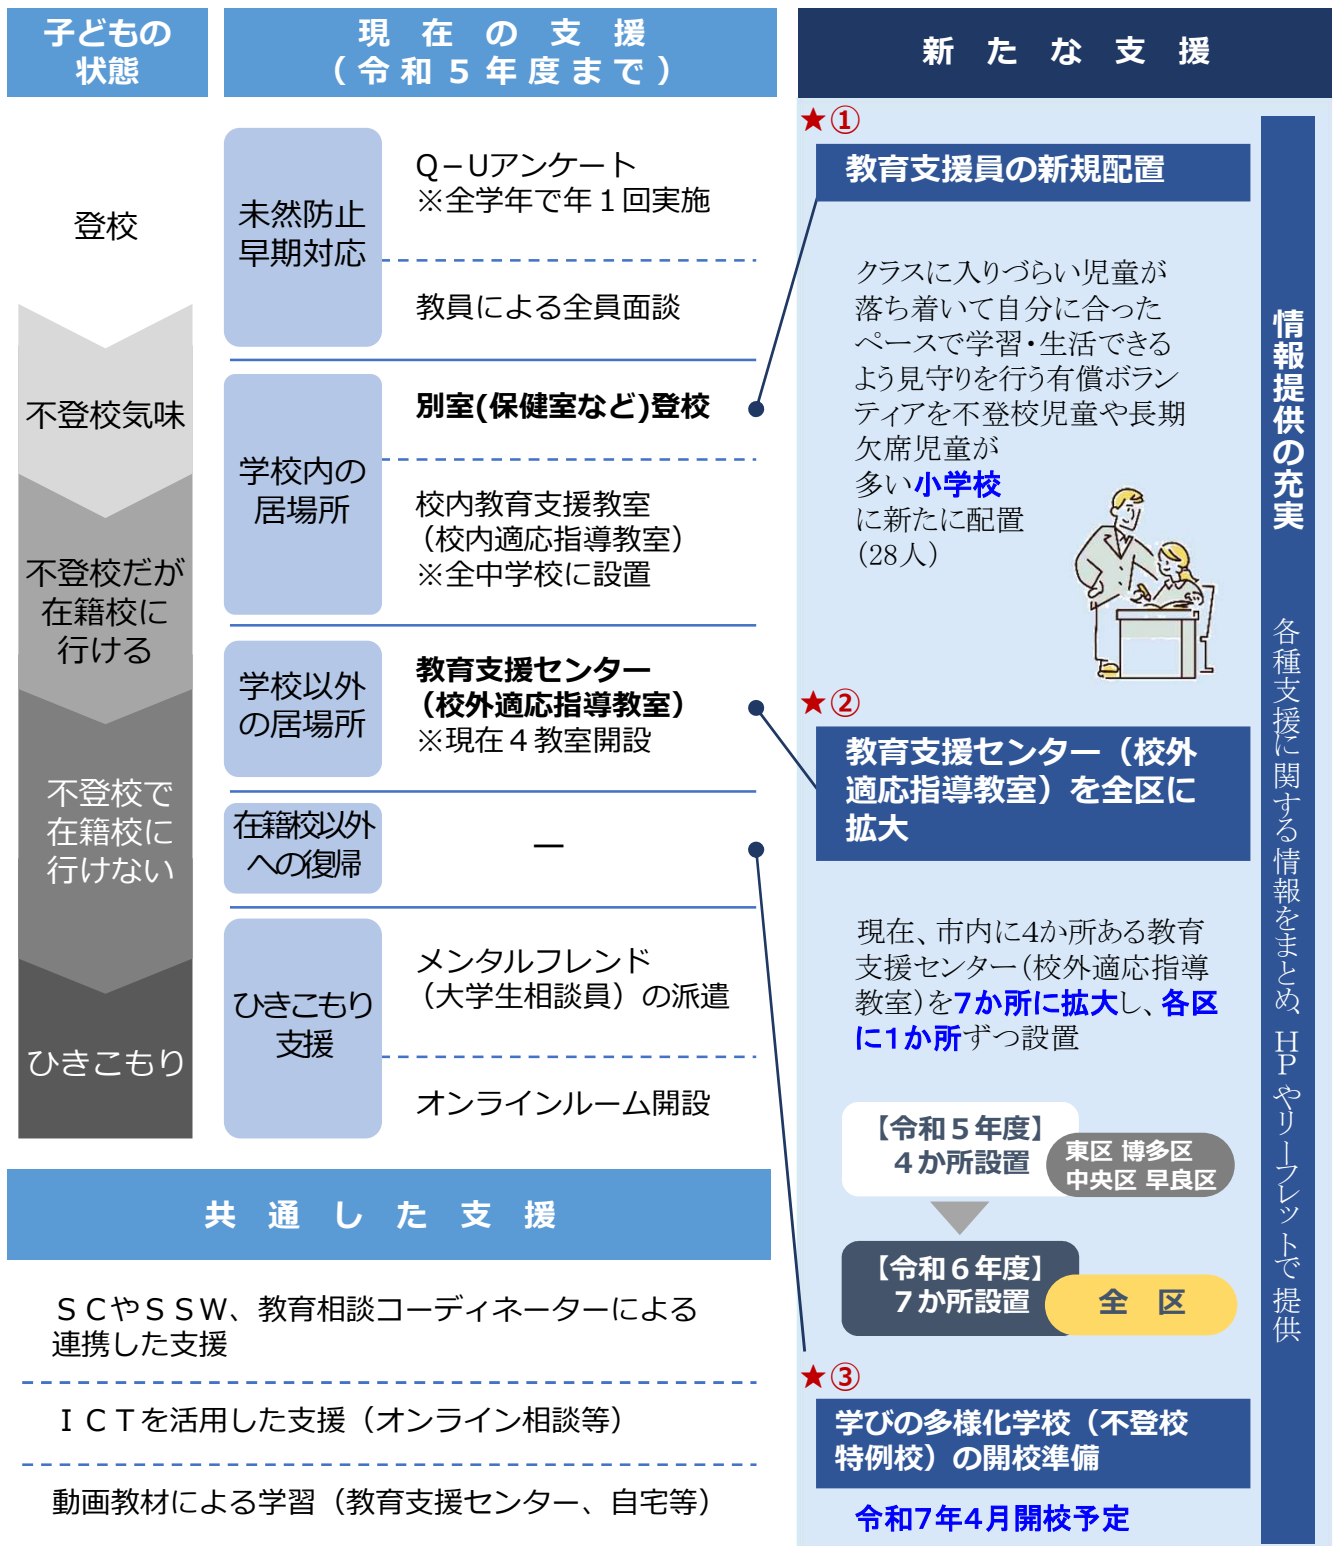 子どもの
状態
現在の支援
（令和５年度まで）
新たな支援
登校
不登校気味
不登校だが
在籍校に
行ける
不登校で
在籍校に
行けない
ひきこもり
未然防止
早期対応
Ｑ－Ｕアンケート
※全学年で年１回実施
教員による全員面談
学校内の
居場所
別室(保健室など)登校
校内教育支援教室
（校内適応指導教室）
※全中学校に設置
学校以外
の居場所
教育支援センター
（校外適応指導教室）
※現在４教室開設
在籍校以外
への復帰
―
ひきこもり
支援
メンタルフレンド
（大学生相談員）の派遣
オンラインルーム開設
共通した支援
ＳＣやＳＳＷ、教育相談コーディネーターによる
連携した支援
ＩＣＴを活用した支援（オンライン相談等）
動画教材による学習（教育支援センター、自宅等）
★①
教育支援員の新規配置
クラスに入りづらい児童が
落ち着いて自分に合った
ペースで学習・生活できる
よう見守りを行う有償ボラン
ティアを不登校児童や長期
欠席児童が
多い小学校
に新たに配置
（28人）
★②
教育支援センター（校外
適応指導教室）を全区に
拡大
現在、市内に4か所ある教育
支援センター（校外適応指導
教室）を7か所に拡大し、各区
に1か所ずつ設置
【令和５年度】
４か所設置
東区 博多区
中央区 早良区
【令和６年度】
７か所設置
全区
★③
学びの多様化学校（不登校
特例校）の開校準備
令和7年4月開校予定
情報提供の充実
各種支援に関する情報をまとめ、ＨＰやリーフレットで提供